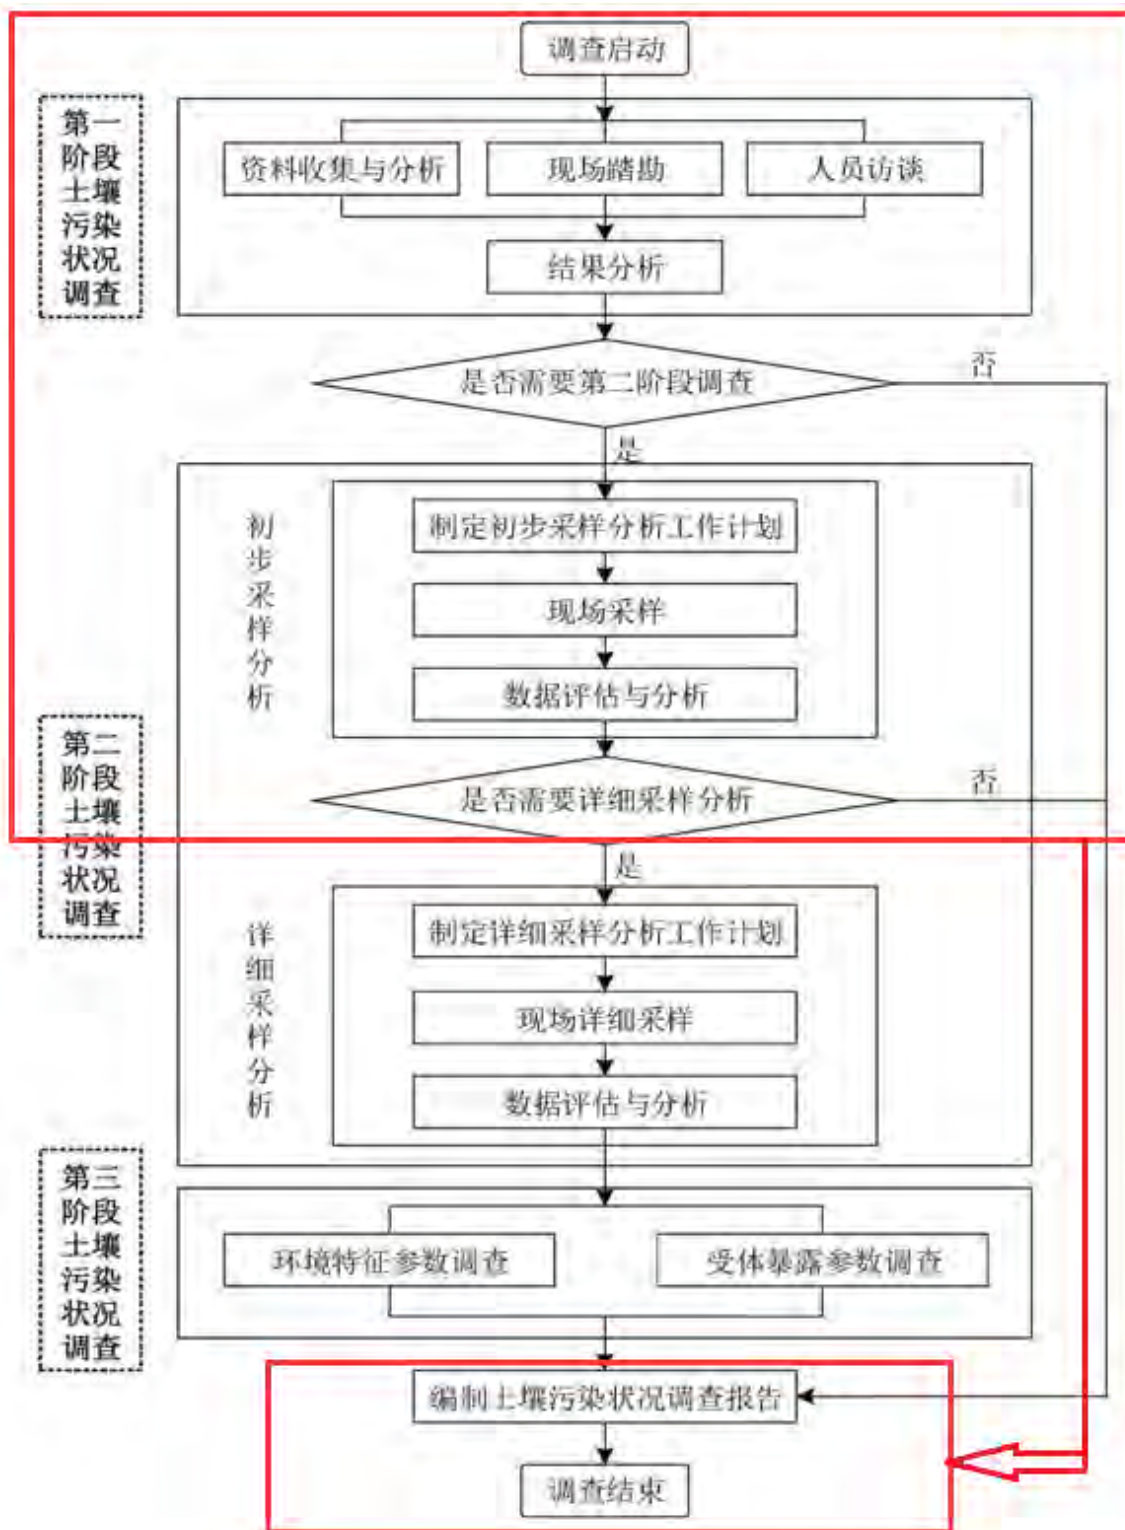 调查启动
第一
阶段
土壤
污染
状况
调查
资料收集与分析
现场踏勘
人员访谈
结果分析
是否需要第二阶段调查
否
是
初
步
采
样
分
析
制定初步采样分析工作计划
现场采样
数据评估与分析
第二
阶段
土壤
污染
状况
调查
是否需要详细采样分析
否
是
详
细
采
样
分
析
制定详细采样分析工作计划
现场详细采样
数据评估与分析
第三
阶段
土壤
污染
状况
调查
环境特征参数调查
受体暴露参数调查
编制土壤污染状况调查报告
调查结束